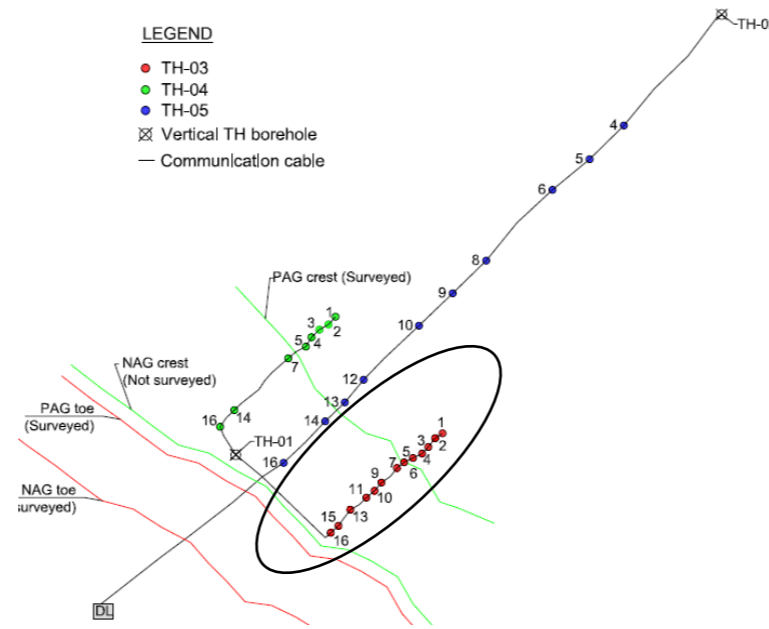 LEGEND
TH-03
TH-04
TH-05
Vertical TH borehole
Communication cable
TH-0
4
5
6
8
9
10
12
13
14
16
PAG crest (Surveyed)
1
2
3
4
5
7
14
16
TH-01
NAG crest
(Not surveyed)
PAG toe
(Surveyed)
NAG toe
surveyed)
1
2
3
4
5
6
7
9
10
11
13
15
16
DL